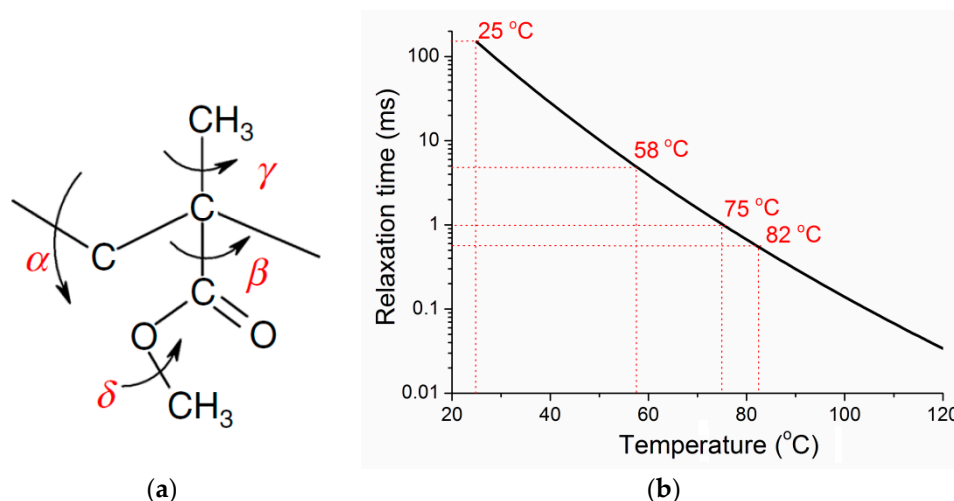 CH₃
γ
C
α
C
β
C
O
O
δ
CH₃
(a)
Relaxation time (ms)
100
10
1
0.1
0.01
25 °C
58 °C
75 °C
82 °C
20
40
60
80
100
120
Temperature (°C)
(b)